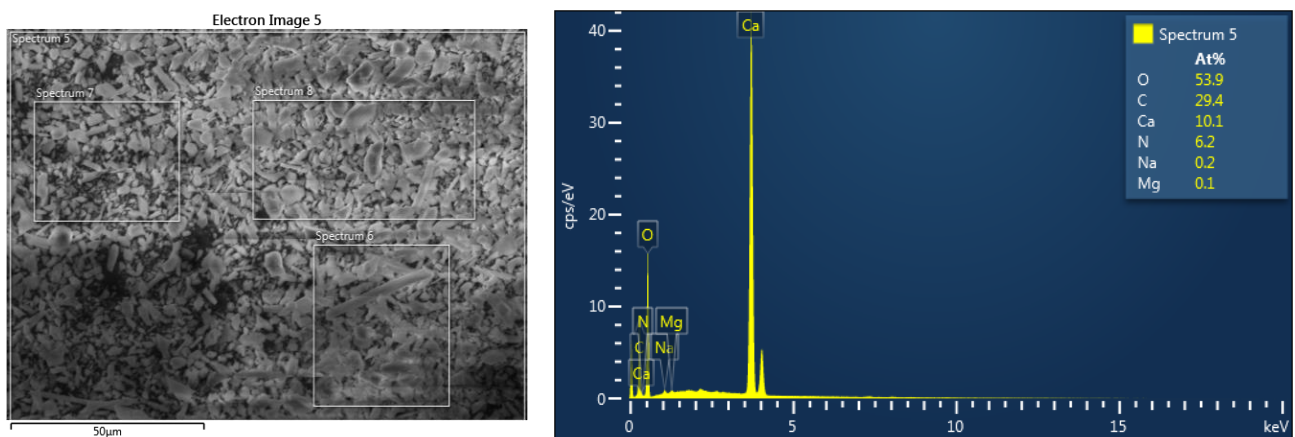 Electron Image 5
Spectrum 5
Spectrum 7
Spectrum 8
Spectrum 6
50µm
cps/eV
40
30
20
10
0
Ca
O
N
Mg
C
Na
Ca
0
5
10
15
keV
Spectrum 5
At%
O 53.9
C 29.4
Ca 10.1
N 6.2
Na 0.2
Mg 0.1